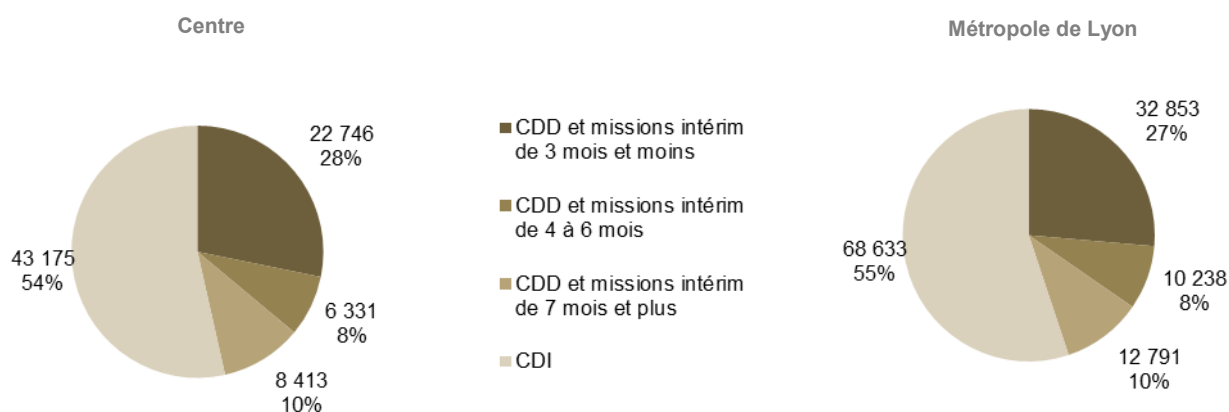 Centre
22 746
28%
6 331
8%
8 413
10%
43 175
54%
CDD et missions intérim
de 3 mois et moins
CDD et missions intérim
de 4 à 6 mois
CDD et missions intérim
de 7 mois et plus
CDI
Métropole de Lyon
32 853
27%
10 238
8%
12 791
10%
68 633
55%